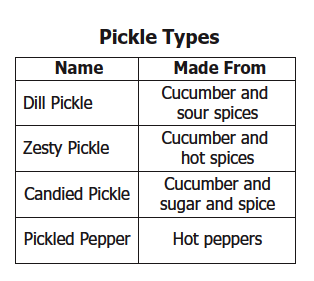 Pickle Types
Name Made From
Dill Pickle Cucumber and
sour spices
Zesty Pickle Cucumber and
hot spices
Candied Pickle Cucumber and
sugar and spice
Pickled Pepper Hot peppers